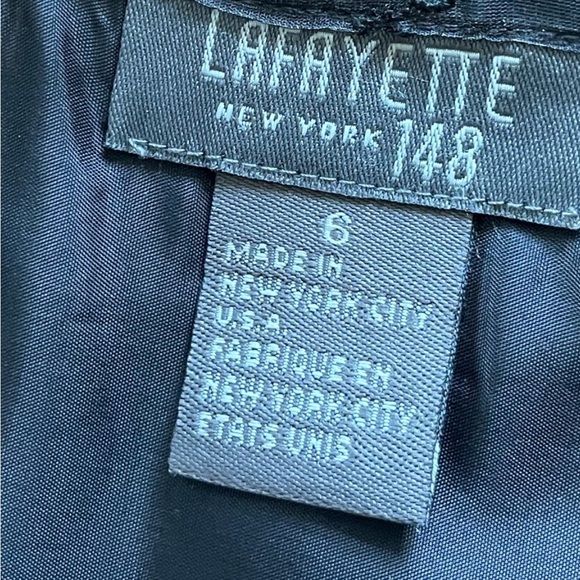 LAFAYETTE
NEW YORK 148
6
MADE IN
NEW YORK CITY
U.S.A.
FABRIQUE EN
NEW YORK CITY
ETATS UNIS